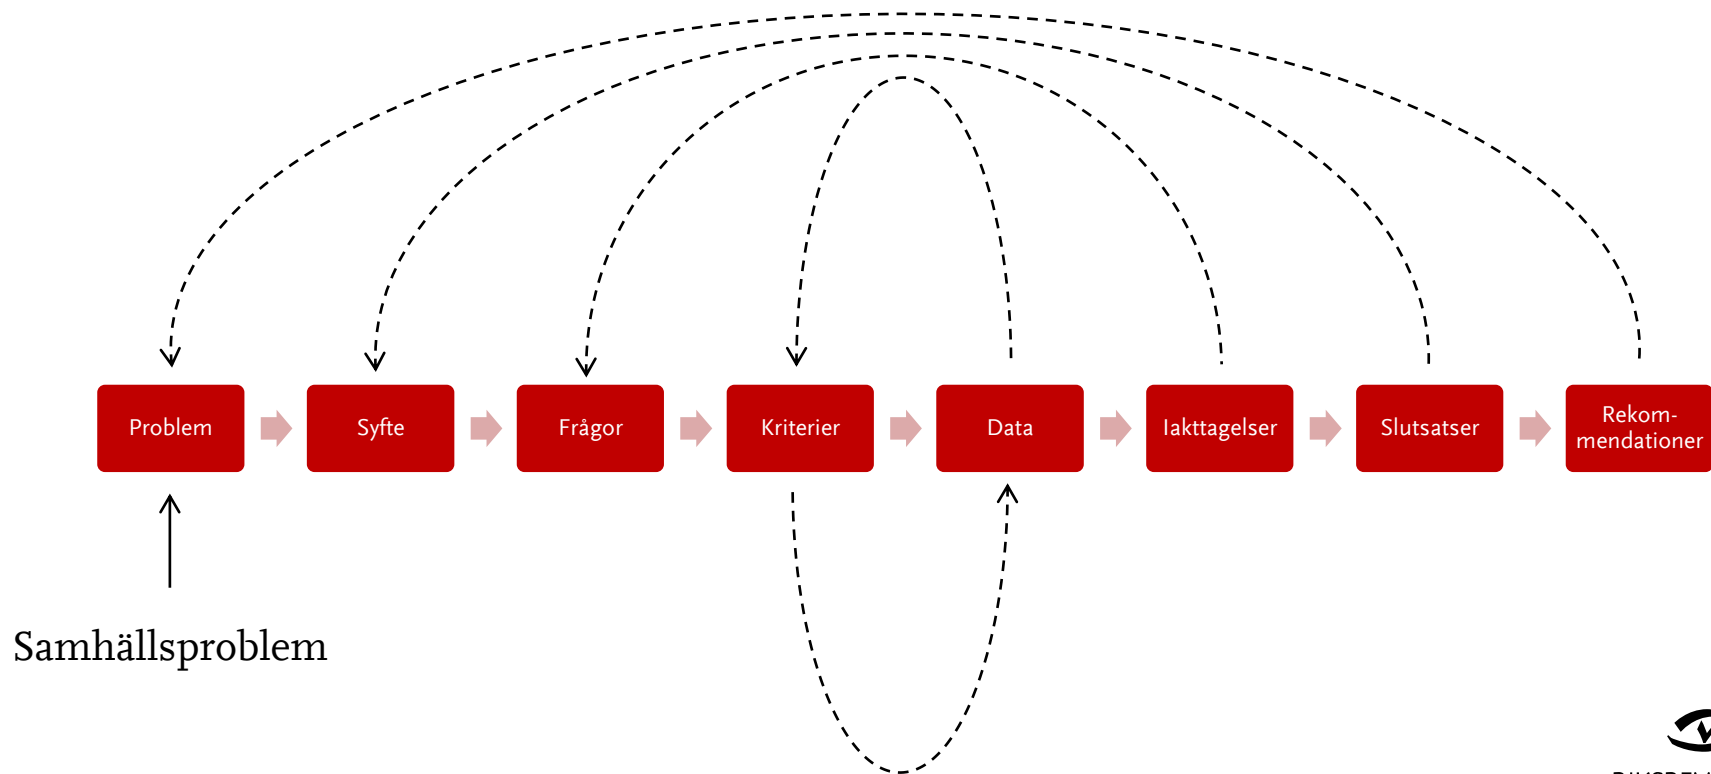 Problem
Syfte
Frågor
Kriterier
Data
Iakttagelser
Slutsatser
Rekom-
mendationer
Samhällsproblem